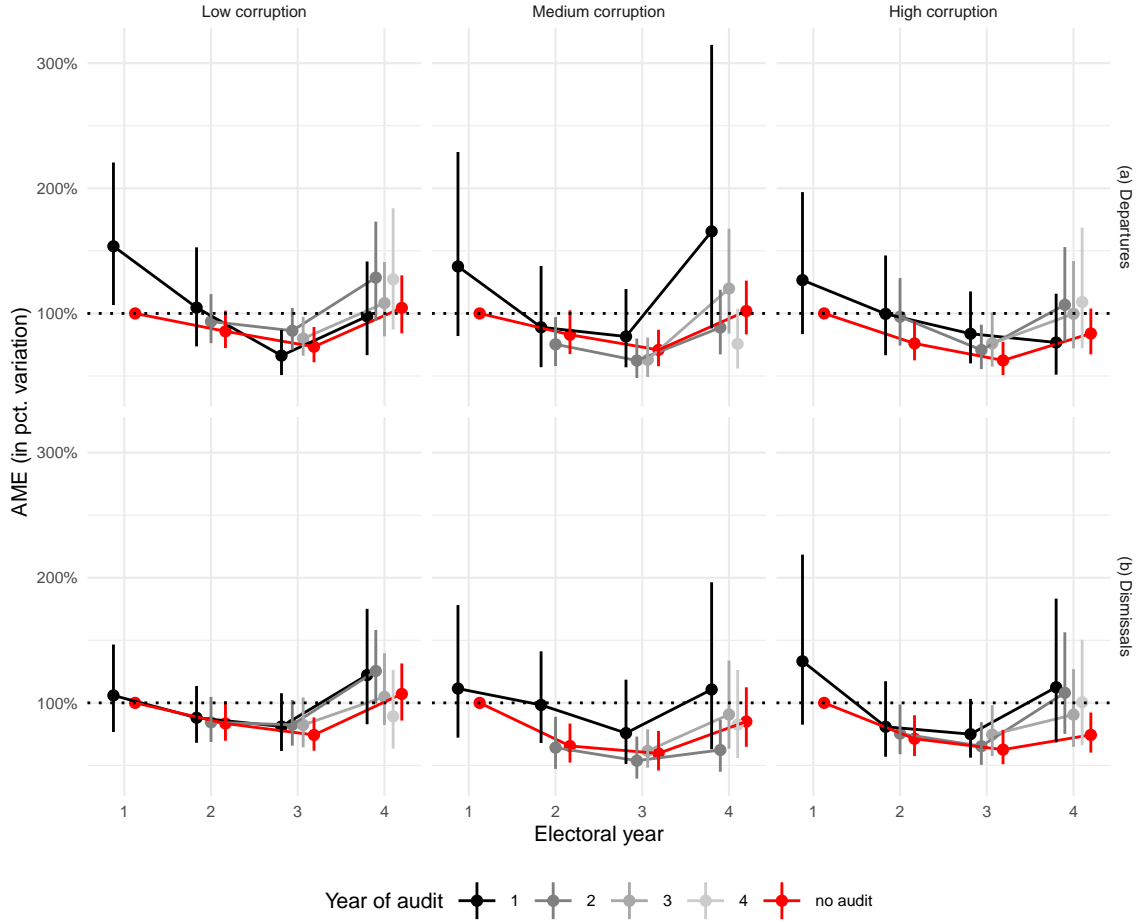 Low corruption
Medium corruption
High corruption
300%
200%
100%
(a) Departures
300%
200%
100%
(b) Dismissals
AME (in pct. variation)
1 2 3 4
1 2 3 4
1 2 3 4
Electoral year
Year of audit 1 2 3 4 no audit